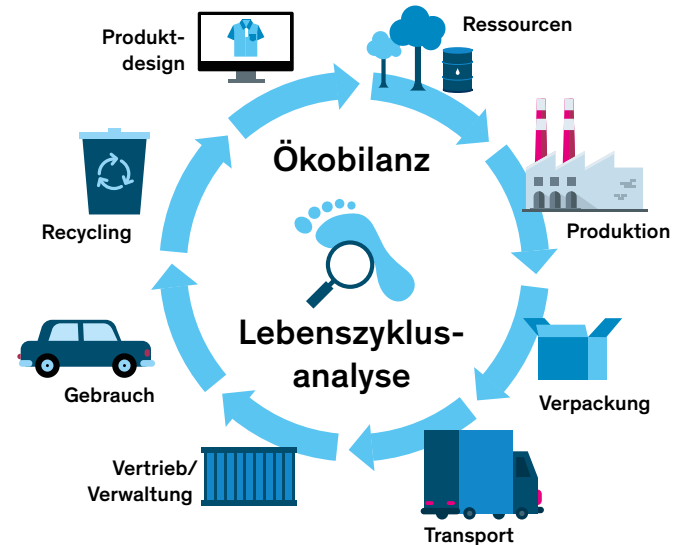 Ressourcen
Produkt-
design
Ökobilanz
Recycling
Produktion
Lebenszyklus-
analyse
Gebrauch
Verpackung
Vertrieb/
Verwaltung
Transport